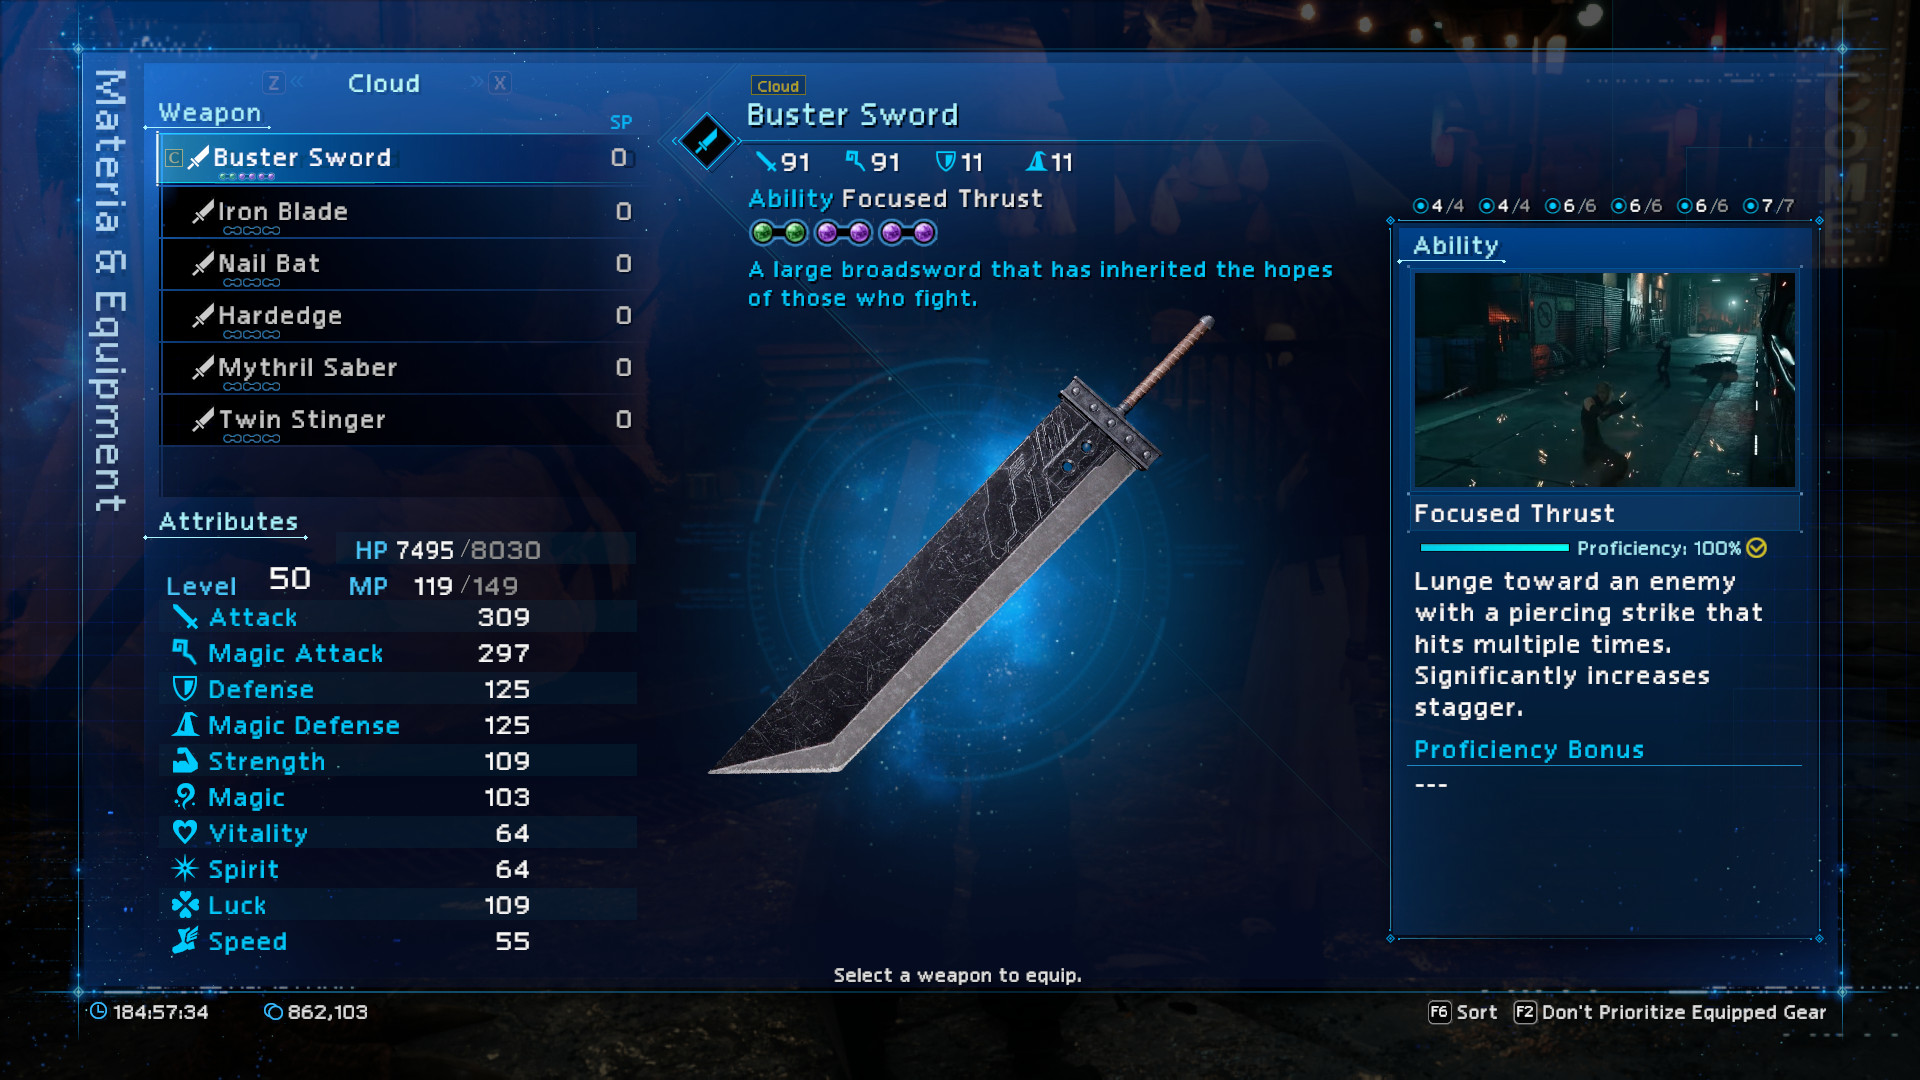 Materia & Equipment
Z Cloud X
Weapon
SP
C Buster Sword 0
Iron Blade 0
Nail Bat 0
Hardedge 0
Mythril Saber 0
Twin Stinger 0
Attributes
HP 7495/8030
Level 50 MP 119/149
Attack 309
Magic Attack 297
Defense 125
Magic Defense 125
Strength 109
Magic 103
Vitality 64
Spirit 64
Luck 109
Speed 55
Cloud
Buster Sword
91 91 11 11
Ability Focused Thrust
A large broadsword that has inherited the hopes
of those who fight.
4/4 4/4 6/6 6/6 6/6 7/7
Ability
Focused Thrust
Proficiency: 100%
Lunge toward an enemy
with a piercing strike that
hits multiple times.
Significantly increases
stagger.
Proficiency Bonus
---
Select a weapon to equip.
184:57:34 862,103
F6 Sort F2 Don't Prioritize Equipped Gear